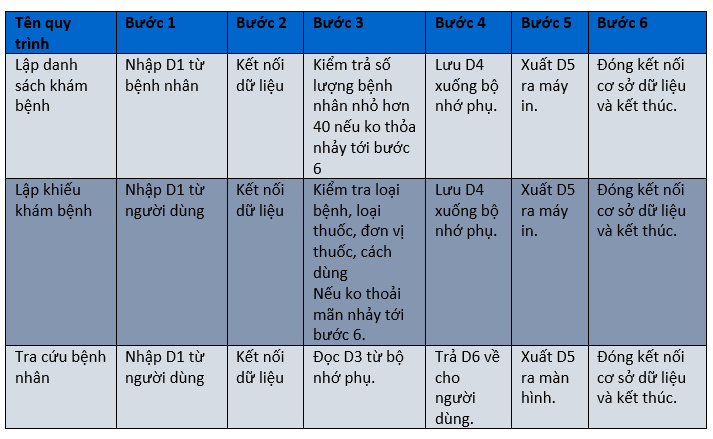 Tên quy
trình
Bước 1
Bước 2
Bước 3
Bước 4
Bước 5
Bước 6
Lập danh
sách khám
bệnh
Nhập D1 từ
bệnh nhân
Kết nối
dữ liệu
Kiểm trả số
lượng bệnh
nhân nhỏ hơn
40 nếu ko thỏa
nhảy tới bước
6
Lưu D4
xuống bộ
nhớ phụ.
Xuất D5
ra máy
in.
Đóng kết nối
cơ sở dữ liệu
và kết thúc.
Lập khiếu
khám bệnh
Nhập D1 từ
người dùng
Kết nối
dữ liệu
Kiểm tra loại
bệnh, loại
thuốc, đơn vị
thuốc, cách
dùng
Nếu ko thoải
mãn nhảy tới
bước 6.
Lưu D4
xuống bộ
nhớ phụ.
Xuất D5
ra máy
in.
Đóng kết nối
cơ sở dữ liệu
và kết thúc.
Tra cứu bệnh
nhân
Nhập D1 từ
người dùng
Kết nối
dữ liệu
Đọc D3 từ bộ
nhớ phụ.
Trả D6 về
cho
người
dùng.
Xuất D5
ra màn
hình.
Đóng kết nối
cơ sở dữ liệu
và kết thúc.